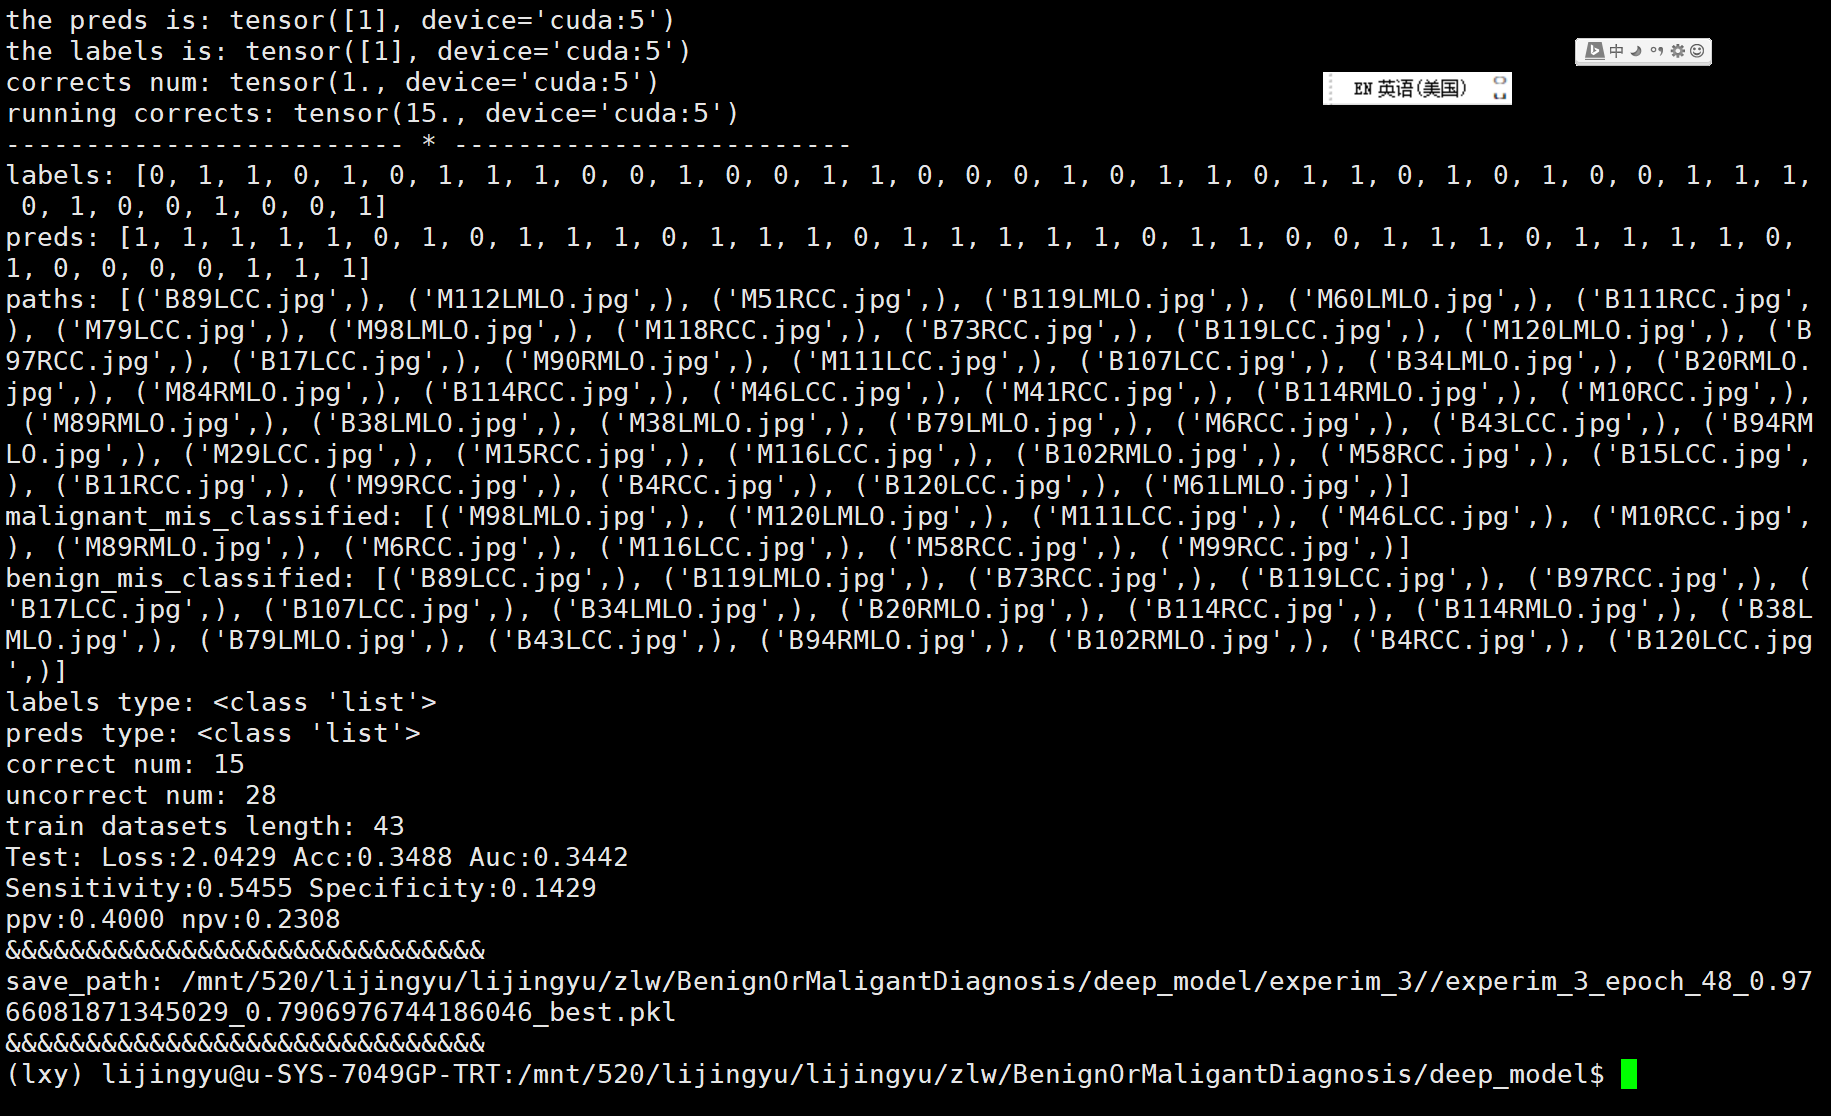 the preds is: tensor([1], device='cuda:5')
the labels is: tensor([1], device='cuda:5')
中
corrects num: tensor(1., device='cuda:5')
EN 英语(美国)
running corrects: tensor(15., device='cuda:5')
------------------------- * -------------------------
labels: [0, 1, 1, 0, 1, 0, 1, 1, 1, 0, 0, 1, 0, 0, 1, 1, 0, 0, 0, 1, 0, 1, 1, 0, 1, 1, 0, 1, 0, 1, 0, 0, 1, 1, 1,
 0, 1, 0, 0, 1, 0, 0, 1]
preds: [1, 1, 1, 1, 1, 0, 1, 0, 1, 1, 1, 0, 1, 1, 1, 0, 1, 1, 1, 1, 1, 0, 1, 1, 0, 0, 1, 1, 1, 0, 1, 1, 1, 1, 0,
1, 0, 0, 0, 0, 1, 1, 1]
paths: [('B89LCC.jpg',), ('M112LMLO.jpg',), ('M51RCC.jpg',), ('B119LMLO.jpg',), ('M60LMLO.jpg',), ('B111RCC.jpg',
), ('M79LCC.jpg',), ('M98LMLO.jpg',), ('M118RCC.jpg',), ('B73RCC.jpg',), ('B119LCC.jpg',), ('M120LMLO.jpg',), ('B
97RCC.jpg',), ('B17LCC.jpg',), ('M90RMLO.jpg',), ('M111LCC.jpg',), ('B107LCC.jpg',), ('B34LMLO.jpg',), ('B20RMLO.
jpg',), ('M84RMLO.jpg',), ('B114RCC.jpg',), ('M46LCC.jpg',), ('M41RCC.jpg',), ('B114RMLO.jpg',), ('M10RCC.jpg',),
 ('M89RMLO.jpg',), ('B38LMLO.jpg',), ('M38LMLO.jpg',), ('B79LMLO.jpg',), ('M6RCC.jpg',), ('B43LCC.jpg',), ('B94RM
LO.jpg',), ('M29LCC.jpg',), ('M15RCC.jpg',), ('M116LCC.jpg',), ('B102RMLO.jpg',), ('M58RCC.jpg',), ('B15LCC.jpg',
), ('B11RCC.jpg',), ('M99RCC.jpg',), ('B4RCC.jpg',), ('B120LCC.jpg',), ('M61LMLO.jpg',)]
malignant_mis_classified: [('M98LMLO.jpg',), ('M120LMLO.jpg',), ('M111LCC.jpg',), ('M46LCC.jpg',), ('M10RCC.jpg',
), ('M89RMLO.jpg',), ('M6RCC.jpg',), ('M116LCC.jpg',), ('M58RCC.jpg',), ('M99RCC.jpg',)]
benign_mis_classified: [('B89LCC.jpg',), ('B119LMLO.jpg',), ('B73RCC.jpg',), ('B119LCC.jpg',), ('B97RCC.jpg',), (
'B17LCC.jpg',), ('B107LCC.jpg',), ('B34LMLO.jpg',), ('B20RMLO.jpg',), ('B114RCC.jpg',), ('B114RMLO.jpg',), ('B38L
MLO.jpg',), ('B79LMLO.jpg',), ('B43LCC.jpg',), ('B94RMLO.jpg',), ('B102RMLO.jpg',), ('B4RCC.jpg',), ('B120LCC.jpg
',)]
labels type: <class 'list'>
preds type: <class 'list'>
correct num: 15
uncorrect num: 28
train datasets length: 43
Test: Loss:2.0429 Acc:0.3488 Auc:0.3442
Sensitivity:0.5455 Specificity:0.1429
ppv:0.4000 npv:0.2308
&&&&&&&&&&&&&&&&&&&&&&&&&&&&&&
save_path: /mnt/520/lijingyu/lijingyu/zlw/BenignOrMaligantDiagnosis/deep_model/experim_3//experim_3_epoch_48_0.97
66081871345029_0.7906976744186046_best.pkl
&&&&&&&&&&&&&&&&&&&&&&&&&&&&&&
(lxy) lijingyu@u-SYS-7049GP-TRT:/mnt/520/lijingyu/lijingyu/zlw/BenignOrMaligantDiagnosis/deep_model$